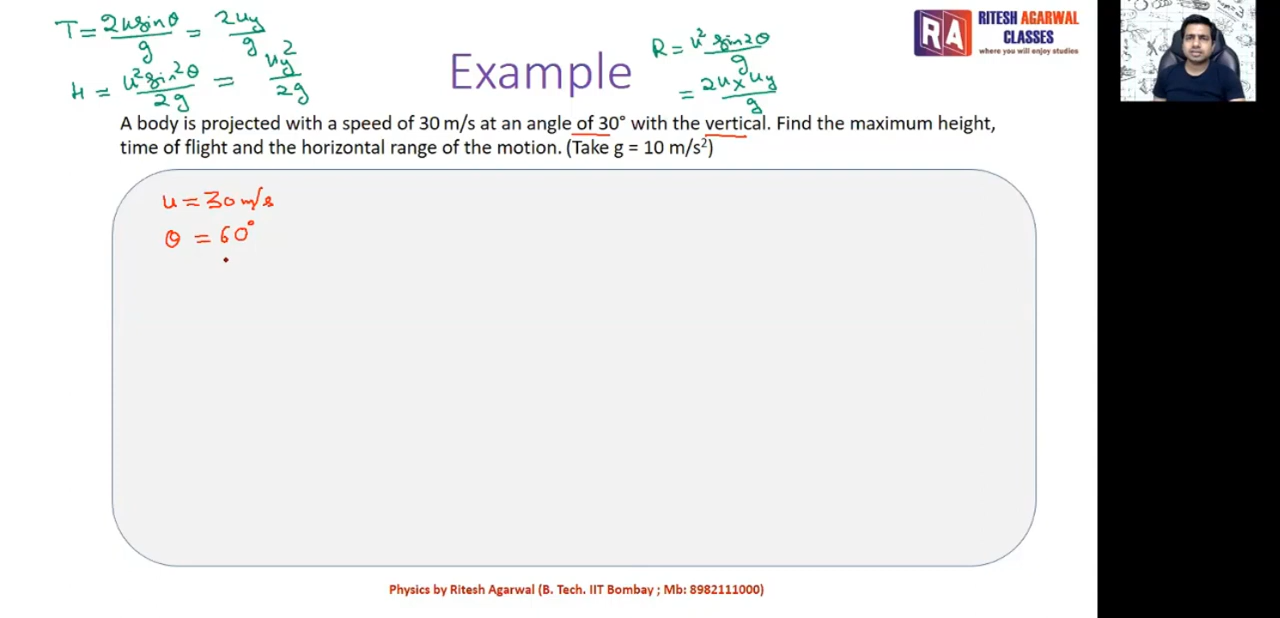 T = 2u sinθ/g = 2uy/g
H = u² sin²θ/2g = uy²/2g
Example
R = u² sin2θ/g
= 2ux uy/g
RA
RITESH AGARWAL
CLASSES
where you will enjoy studies
A body is projected with a speed of 30 m/s at an angle of 30° with the vertical. Find the maximum height,
time of flight and the horizontal range of the motion. (Take g = 10 m/s²)
u = 30 m/s
θ = 60°
Physics by Ritesh Agarwal (B. Tech. IIT Bombay ; Mb: 8982111000)